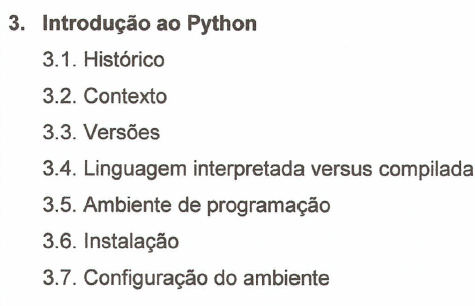 3. Introdução ao Python
3.1. Histórico
3.2. Contexto
3.3. Versões
3.4. Linguagem interpretada versus compilada
3.5. Ambiente de programação
3.6. Instalação
3.7. Configuração do ambiente